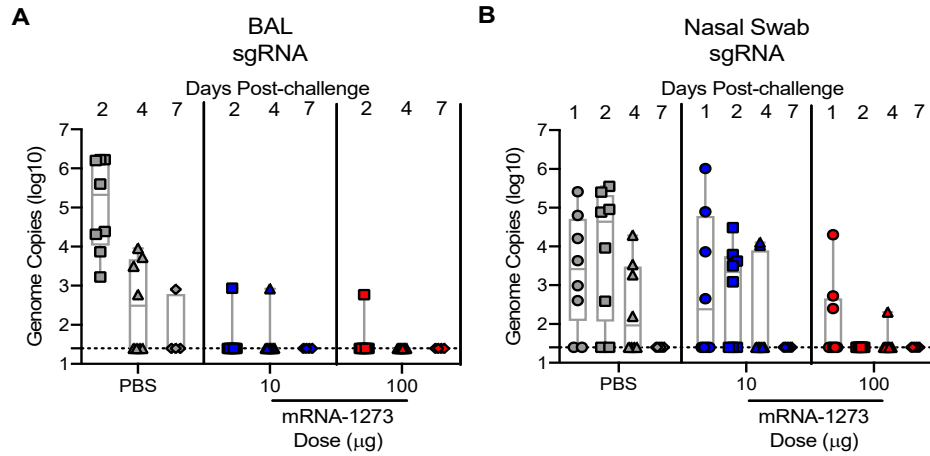 A
BAL
sgRNA
Days Post-challenge
2 4 7 2 4 7 2 4 7
Genome Copies (log10)
7
6
5
4
3
2
1
PBS
10
100
mRNA-1273
Dose (μg)
B
Nasal Swab
sgRNA
Days Post-challenge
1 2 4 7 1 2 4 7 1 2 4 7
Genome Copies (log10)
7
6
5
4
3
2
1
PBS
10
100
mRNA-1273
Dose (μg)